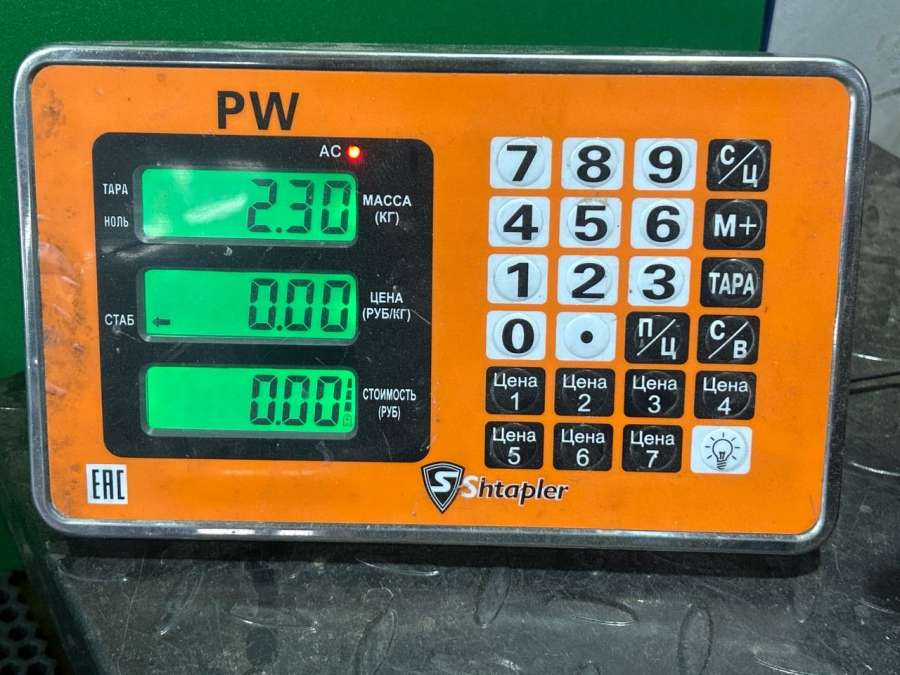 PW
AC
ТАРА
НОЛЬ
2.30
МАССА
(КГ)
СТАБ
0.00
ЦЕНА
(РУБ/КГ)
0.00
СТОИМОСТЬ
(РУБ)
7 8 9 С/Ц
4 5 6 М+
1 2 3 ТАРА
0 . П/Ц С/В
Цена 1 Цена 2 Цена 3 Цена 4
Цена 5 Цена 6 Цена 7
EAC
S Shtapler